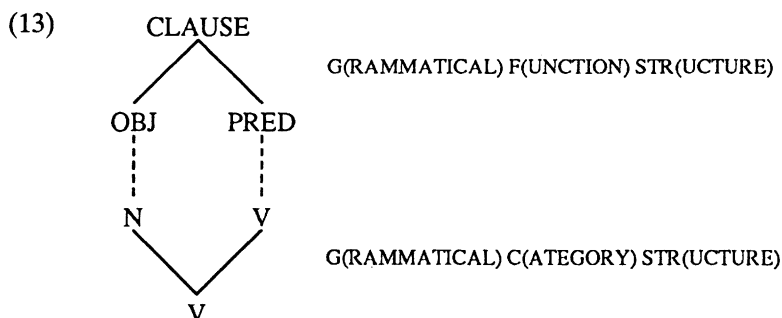 (13) CLAUSE
G(RAMMATICAL) F(UNCTION) STR(UCTURE)
OBJ PRED
N V
G(RAMMATICAL) C(ATEGORY) STR(UCTURE)
V